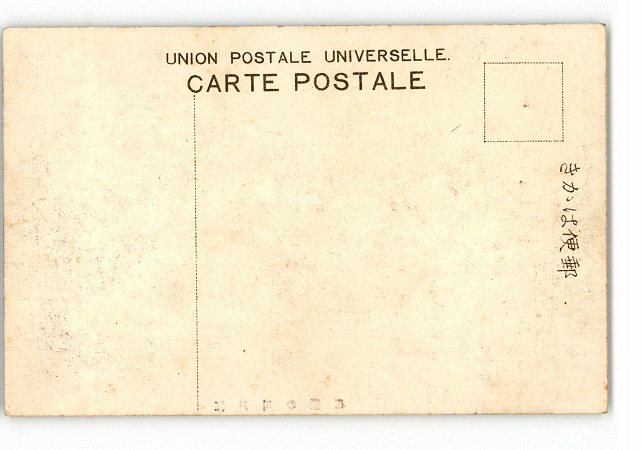 UNION POSTALE UNIVERSELLE.
CARTE POSTALE
きかは便郵